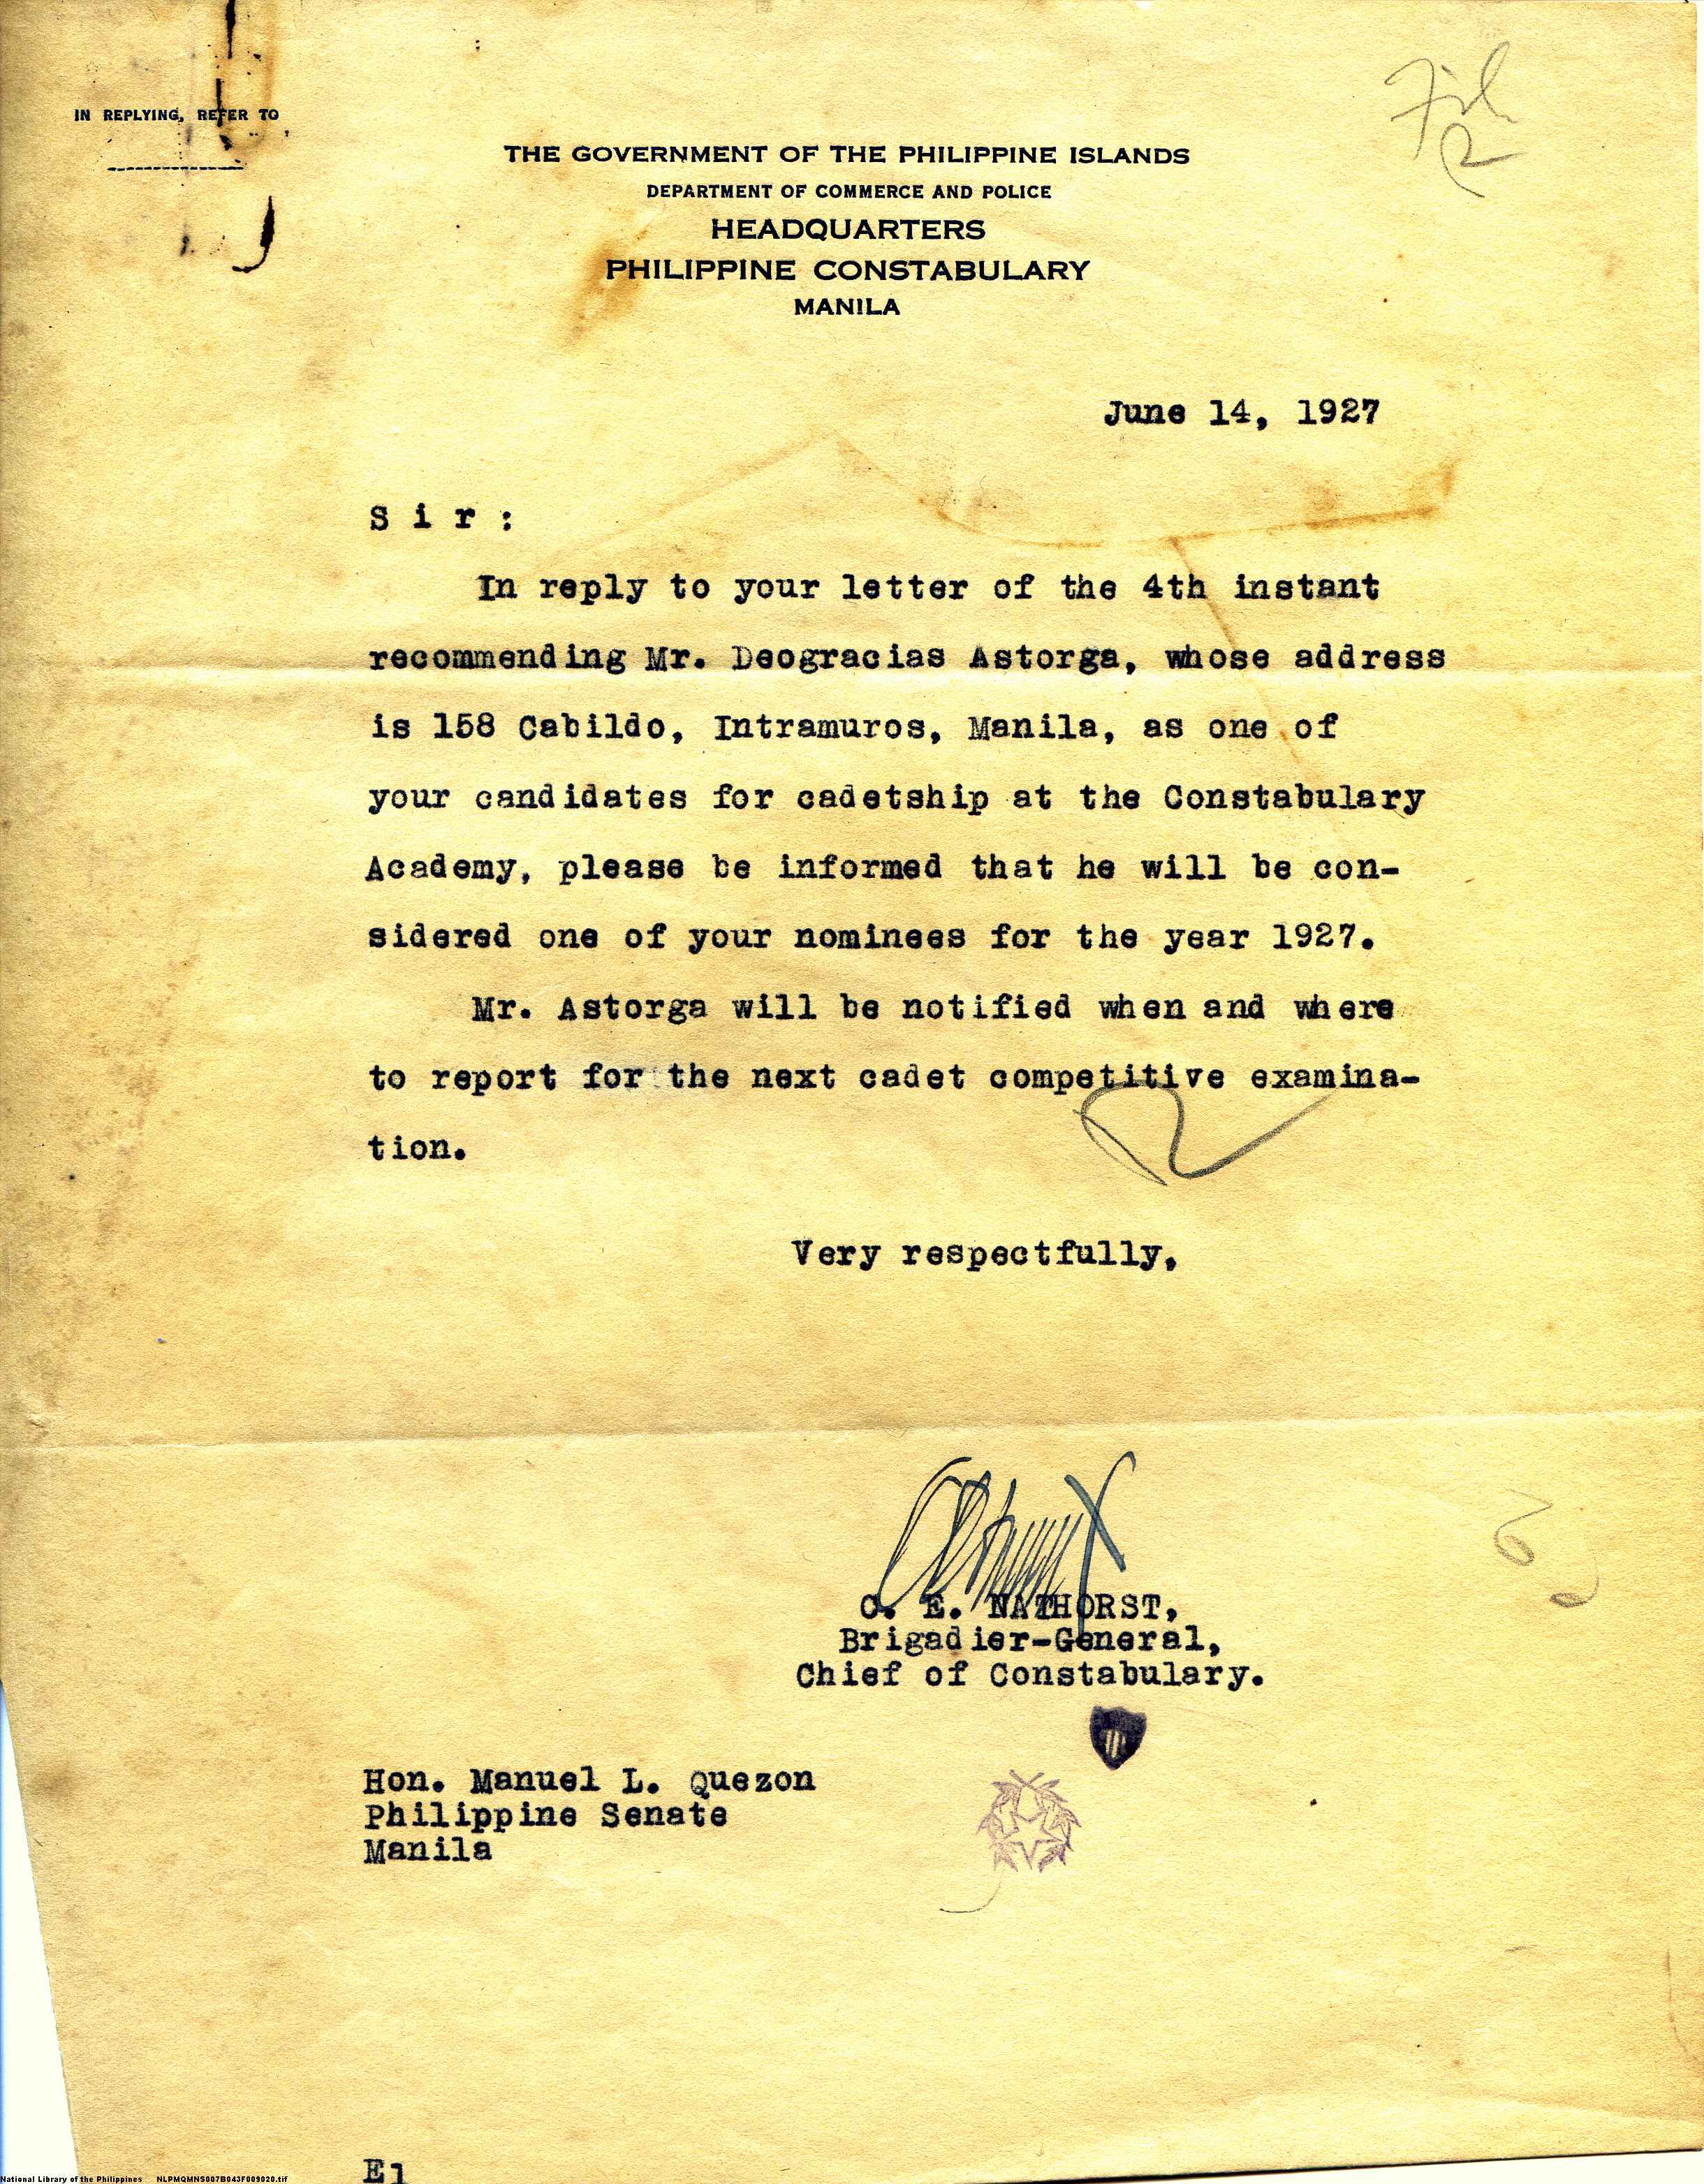 IN REPLYING, REFER TO
THE GOVERNMENT OF THE PHILIPPINE ISLANDS
DEPARTMENT OF COMMERCE AND POLICE
HEADQUARTERS
PHILIPPINE CONSTABULARY
MANILA
June 14, 1927
S i r :
In reply to your letter of the 4th instant
recommending Mr. Deogracias Astorga, whose address
is 158 Cabildo, Intramuros, Manila, as one of
your candidates for cadetship at the Constabulary
Academy, please be informed that he will be con-
sidered one of your nominees for the year 1927.
Mr. Astorga will be notified when and where
to report for the next cadet competitive examina-
tion.
Very respectfully,
C. E. NATHORST,
Brigadier-General,
Chief of Constabulary.
Hon. Manuel L. Quezon
Philippine Senate
Manila
El
National Library of the Philippines NLPMQMNS007B043F009020.tif